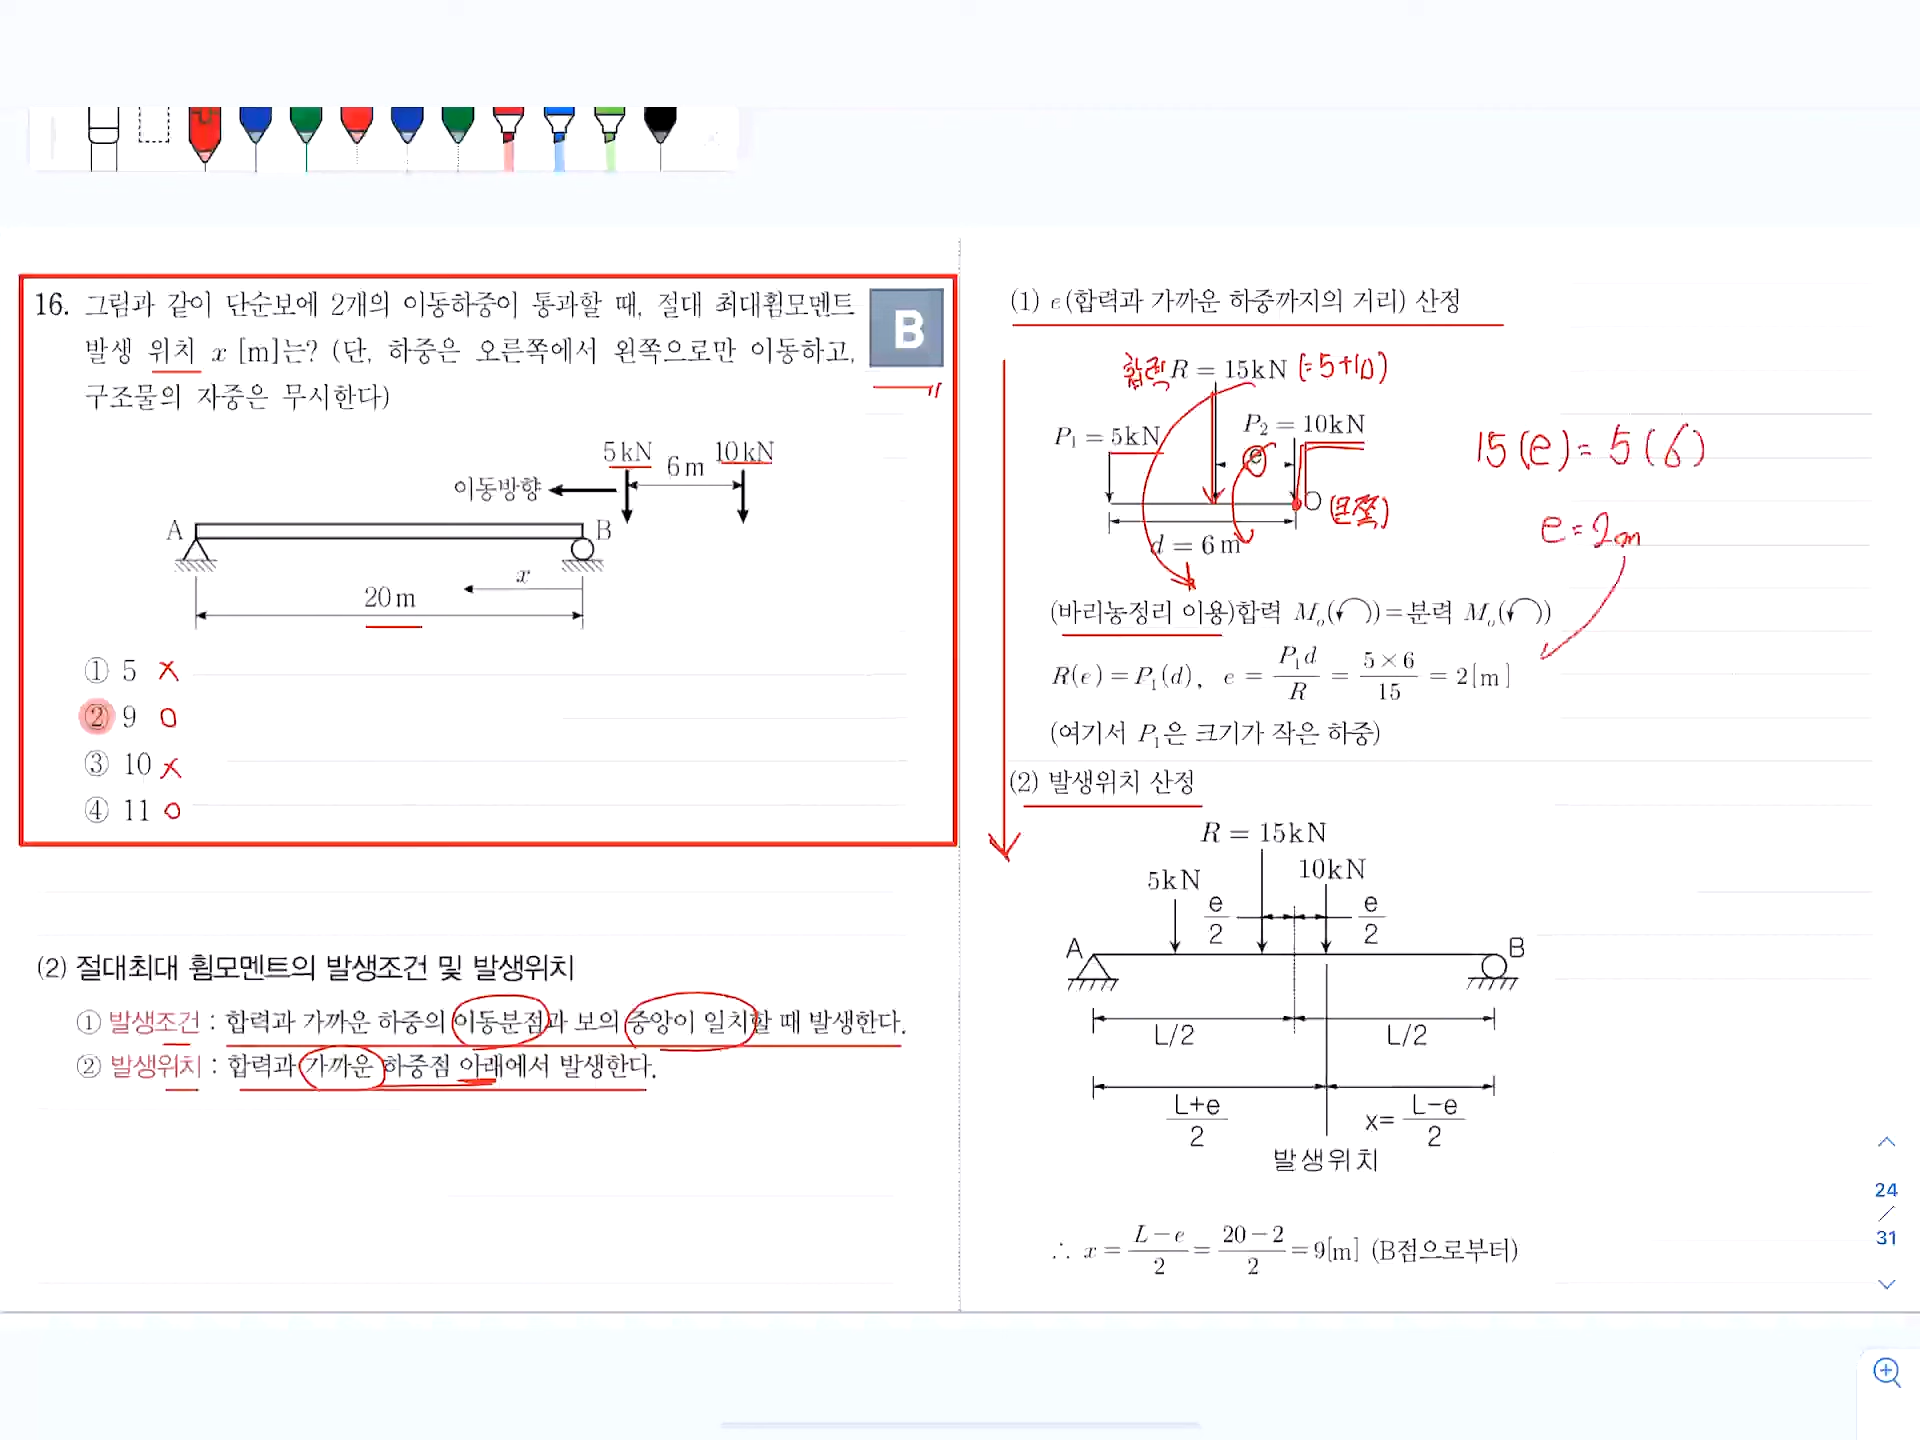 16. 그림과 같이 단순보에 2개의 이동하중이 통과할 때, 절대 최대휨모멘트
발생 위치 x [m]는? (단, 하중은 오른쪽에서 왼쪽으로만 이동하고,
구조물의 자중은 무시한다)
B
5kN 6m 10kN
이동방향
A B
x
20m
① 5 ×
② 9 O
③ 10 ×
④ 11 O
(2) 절대최대 휨모멘트의 발생조건 및 발생위치
① 발생조건 : 합력과 가까운 하중의 이동분점과 보의 중앙이 일치할 때 발생한다.
② 발생위치 : 합력과 가까운 하중점 아래에서 발생한다.
(1) e(합력과 가까운 하중까지의 거리) 산정
합력 R = 15kN (=5+10)
P₁ = 5kN P₂ = 10kN
e
O
d = 6m
15(e) = 5(6)
e = 2m
(바리뇽정리 이용)합력 Mₒ( )=분력 Mₒ( )
R(e) = P₁(d), e = P₁d / R = 5×6 / 15 = 2[m]
(여기서 P₁은 크기가 작은 하중)
(2) 발생위치 산정
R = 15kN
5kN 10kN
e/2 e/2
A B
L/2 L/2
L+e / 2 x= L−e / 2
발생위치
∴ x = L−e / 2 = 20−2 / 2 = 9[m] (B점으로부터)
24
/
31